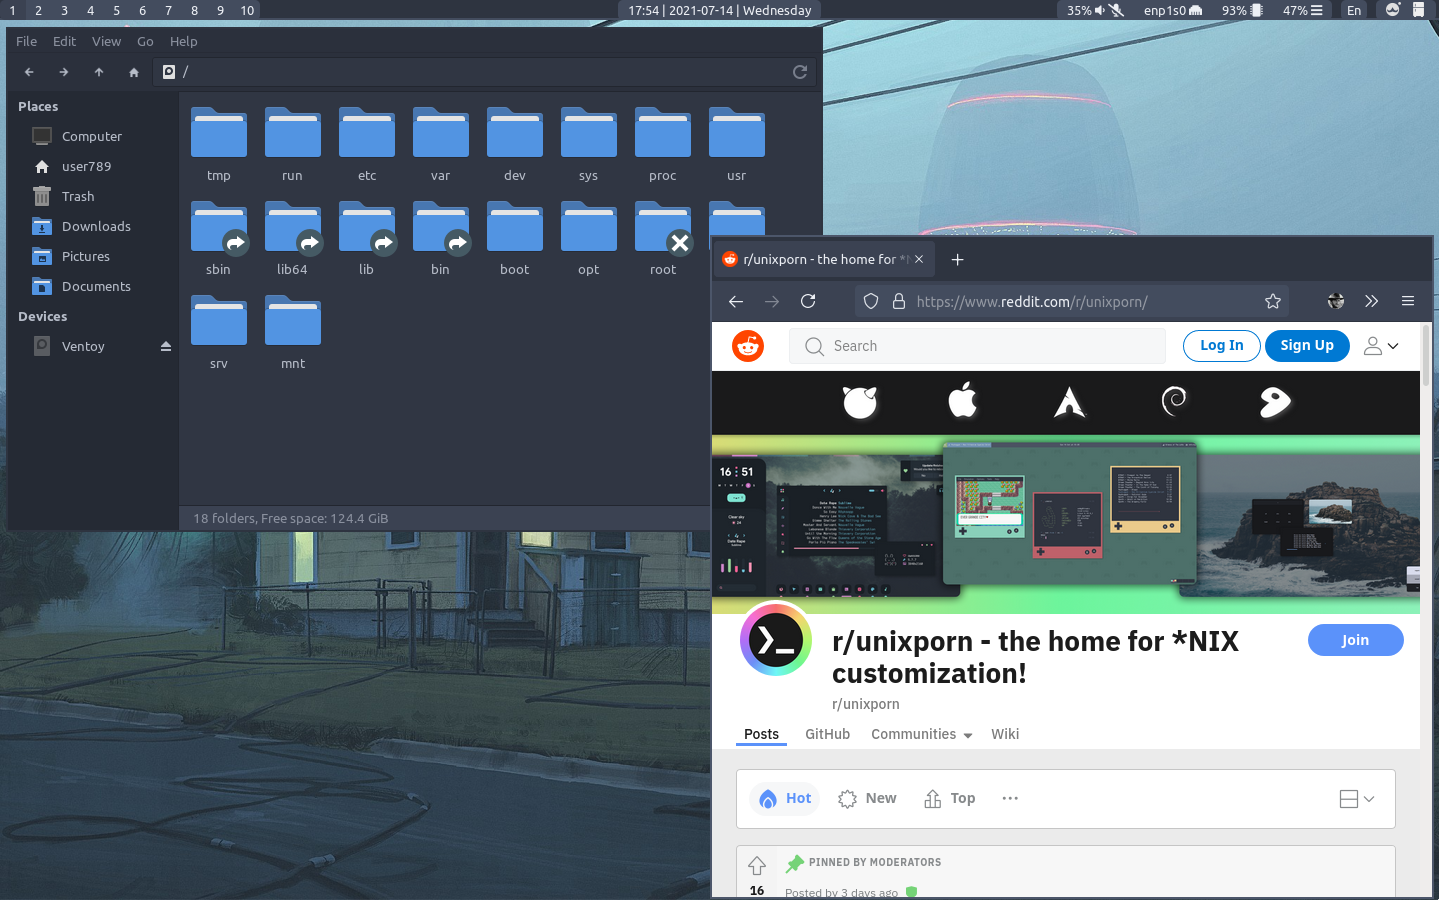 1 2 3 4 5 6 7 8 9 10
17:54 | 2021-07-14 | Wednesday
35% enp1s0 93% 47% En
File Edit View Go Help
/
Places
Computer
user789
Trash
Downloads
Pictures
Documents
Devices
Ventoy
tmp run etc var dev sys proc usr
sbin lib64 lib bin boot opt root
srv mnt
18 folders, Free space: 124.4 GiB
r/unixporn - the home for *N
https://www.reddit.com/r/unixporn/
Search
Log In
Sign Up
16 51
r/unixporn - the home for *NIX
customization!
Join
r/unixporn
Posts GitHub Communities Wiki
Hot New Top
PINNED BY MODERATORS
16
Posted by 3 days ago